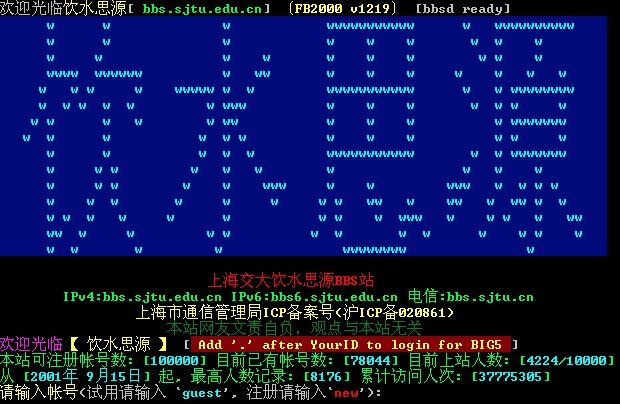 欢迎光临饮水思源[ bbs.sjtu.edu.cn] 〔FB2000 v1219〕 [bbsd ready]
饮水思源
上海交大饮水思源BBS站
IPv4:bbs.sjtu.edu.cn IPv6:bbs6.sjtu.edu.cn 电信:bbs.sjtu.cn
上海市通信管理局ICP备案号(沪ICP备020861)
本站网友文责自负，观点与本站无关
欢迎光临【 饮水思源 】 [ Add '.' after YourID to login for BIG5 ]
本站可注册帐号数: [100000] 目前已有帐号数: [78044] 目前上站人数: [4224/10000]
从 [2001年 9月15日] 起, 最高人数记录: [8176] 累计访问人次: [37775305]
请输入帐号(试用请输入 `guest', 注册请输入`new'):